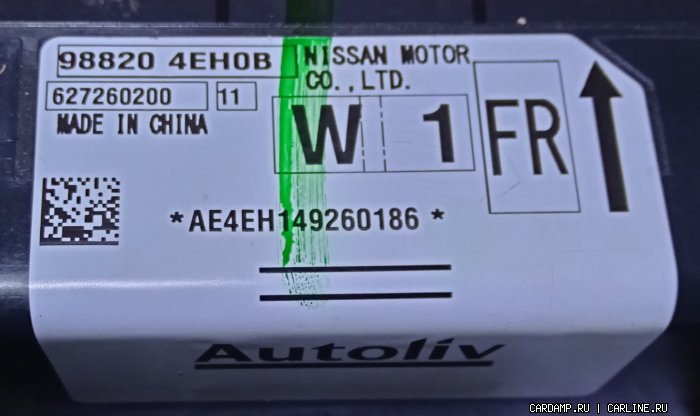 98820 4EH0B
NISSAN MOTOR
CO.,LTD.
627260200
11
MADE IN CHINA
W 1
FR
*AE4EH149260186*
Autoliv
CARDAMP.RU | CARLINE.RU